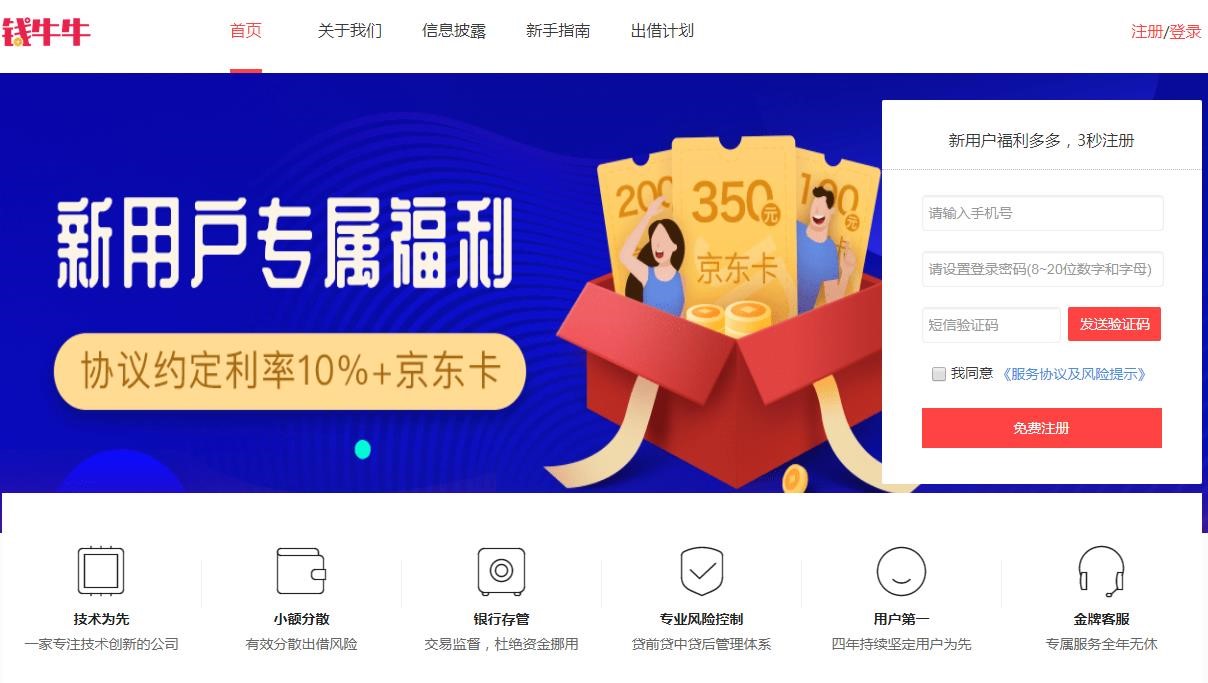 钱牛牛
首页
关于我们
信息披露
新手指南
出借计划
注册/登录
新用户专属福利
协议约定利率10%+京东卡
200
350元
京东卡
100
元
卡
新用户福利多多，3秒注册
请输入手机号
请设置登录密码(8~20位数字和字母)
短信验证码
发送验证码
我同意 《服务协议及风险提示》
免费注册
技术为先
一家专注技术创新的公司
小额分散
有效分散出借风险
银行存管
交易监督，杜绝资金挪用
专业风险控制
贷前贷中贷后管理体系
用户第一
四年持续坚定用户为先
金牌客服
专属服务全年无休